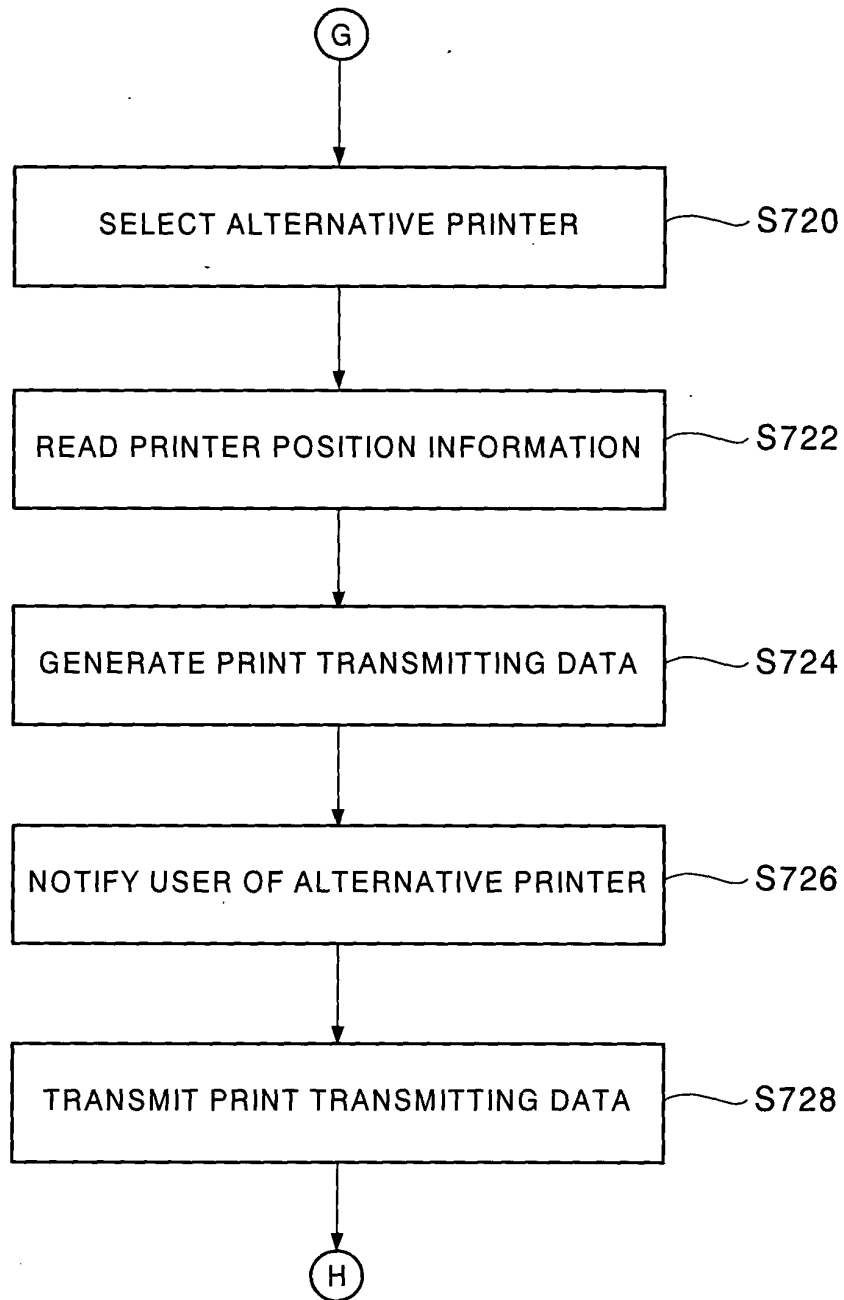 G
SELECT ALTERNATIVE PRINTER
S720
READ PRINTER POSITION INFORMATION
S722
GENERATE PRINT TRANSMITTING DATA
S724
NOTIFY USER OF ALTERNATIVE PRINTER
S726
TRANSMIT PRINT TRANSMITTING DATA
S728
H